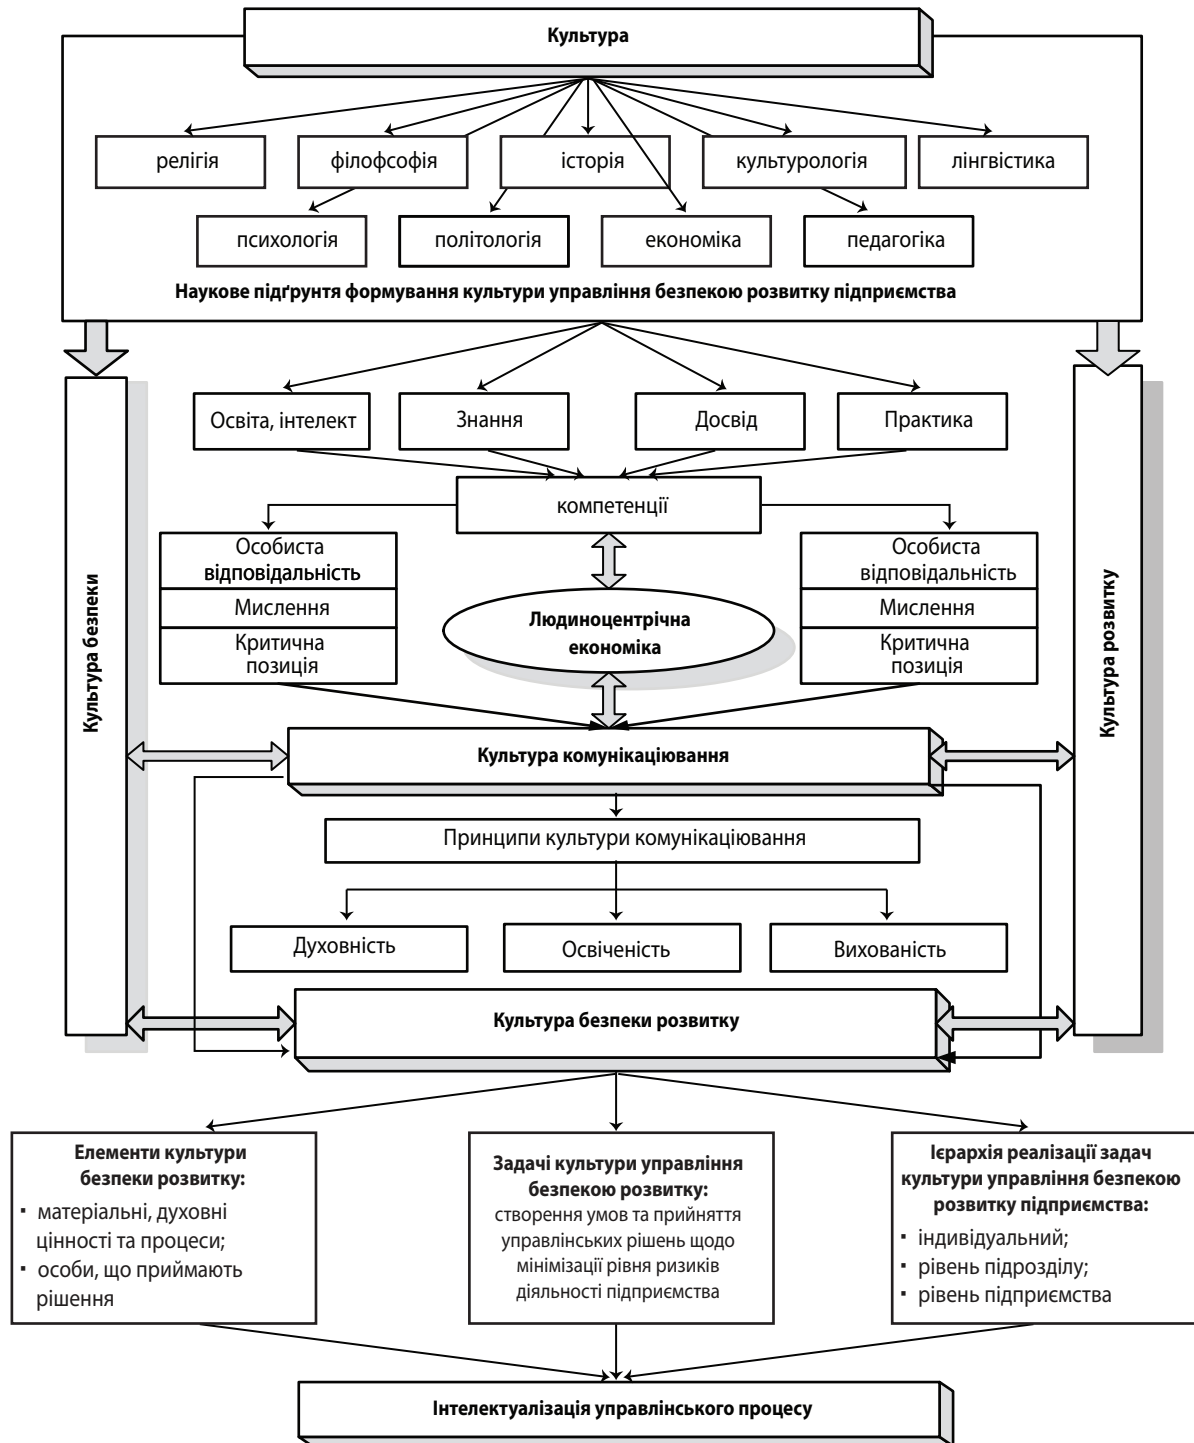 Культура
релігія
філофсофія
історія
культурологія
лінгвістика
психологія
політологія
економіка
педагогіка
Наукове підґрунтя формування культури управління безпекою розвитку підприємства
Освіта, інтелект
Знання
Досвід
Практика
компетенції
Особиста
відповідальність
Мислення
Критична
позиція
Людиноцентрічна
економіка
Особиста
відповідальність
Мислення
Критична
позиція
Культура безпеки
Культура розвитку
Культура комунікаціювання
Принципи культури комунікаціювання
Духовність
Освіченість
Вихованість
Культура безпеки розвитку
Елементи культури
безпеки розвитку:
▪ матеріальні, духовні
цінності та процеси;
▪ особи, що приймають
рішення
Задачі культури управління
безпекою розвитку:
створення умов та прийняття
управлінських рішень щодо
мінімізації рівня ризиків
діяльності підприємства
Ієрархія реалізації задач
культури управління безпекою
розвитку підприємства:
▪ індивідуальний;
▪ рівень підрозділу;
▪ рівень підприємства
Інтелектуалізація управлінського процесу